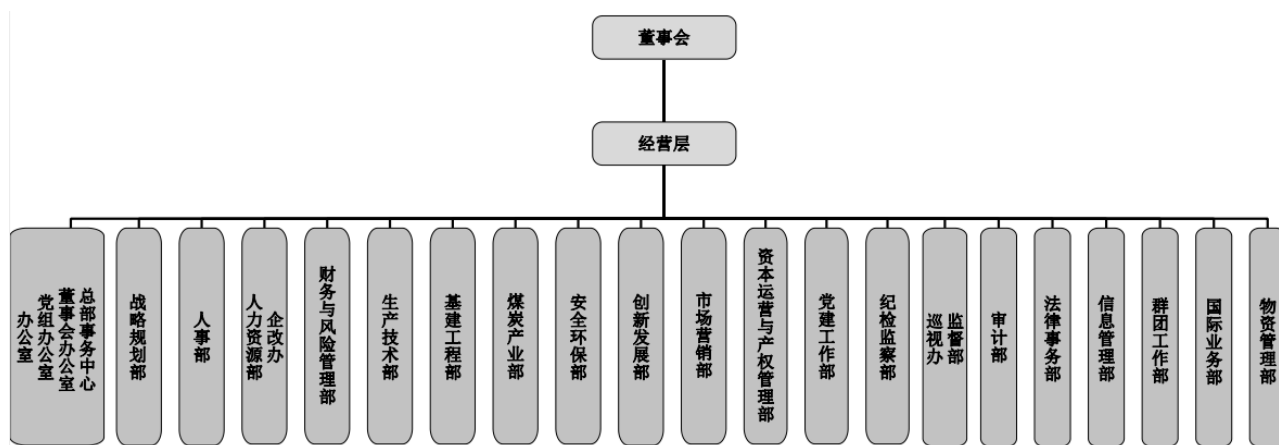 董事会
经营层
办公室
党组办公室
董事会办公室
总部事务中心
战略规划部
人事部
人力资源部
企改办
财务与风险管理部
生产技术部
基建工程部
煤炭产业部
安全环保部
创新发展部
市场营销部
资本运营与产权管理部
党建工作部
纪检监察部
巡视办
监督部
审计部
法律事务部
信息管理部
群团工作部
国际业务部
物资管理部